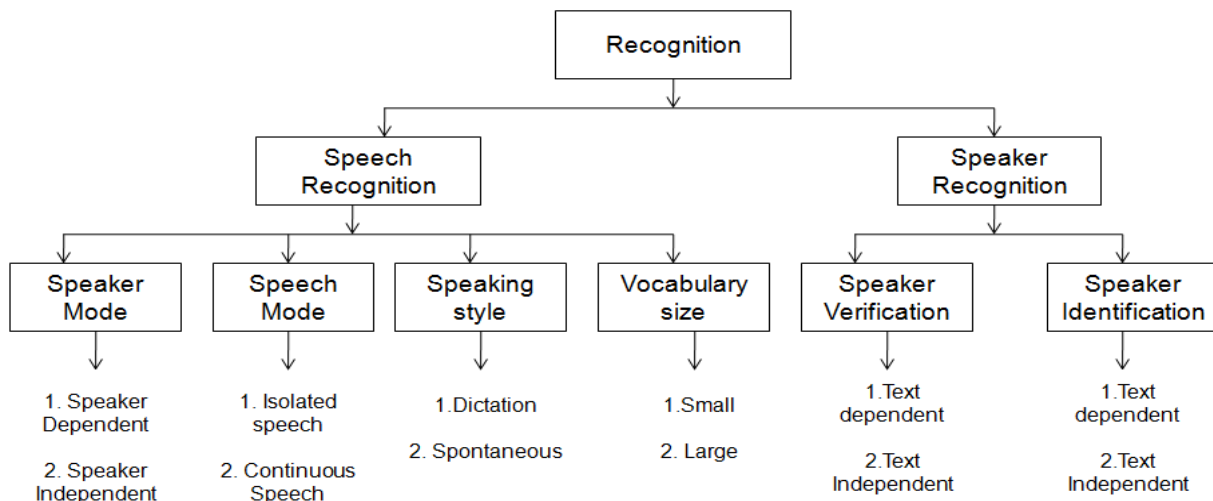 Recognition
Speech
Recognition
Speaker
Recognition
Speaker
Mode
Speech
Mode
Speaking
style
Vocabulary
size
Speaker
Verification
Speaker
Identification
1. Speaker
Dependent
2. Speaker
Independent
1. Isolated
speech
2. Continuous
Speech
1.Dictation
2. Spontaneous
1.Small
2. Large
1.Text
dependent
2.Text
Independent
1.Text
dependent
2.Text
Independent